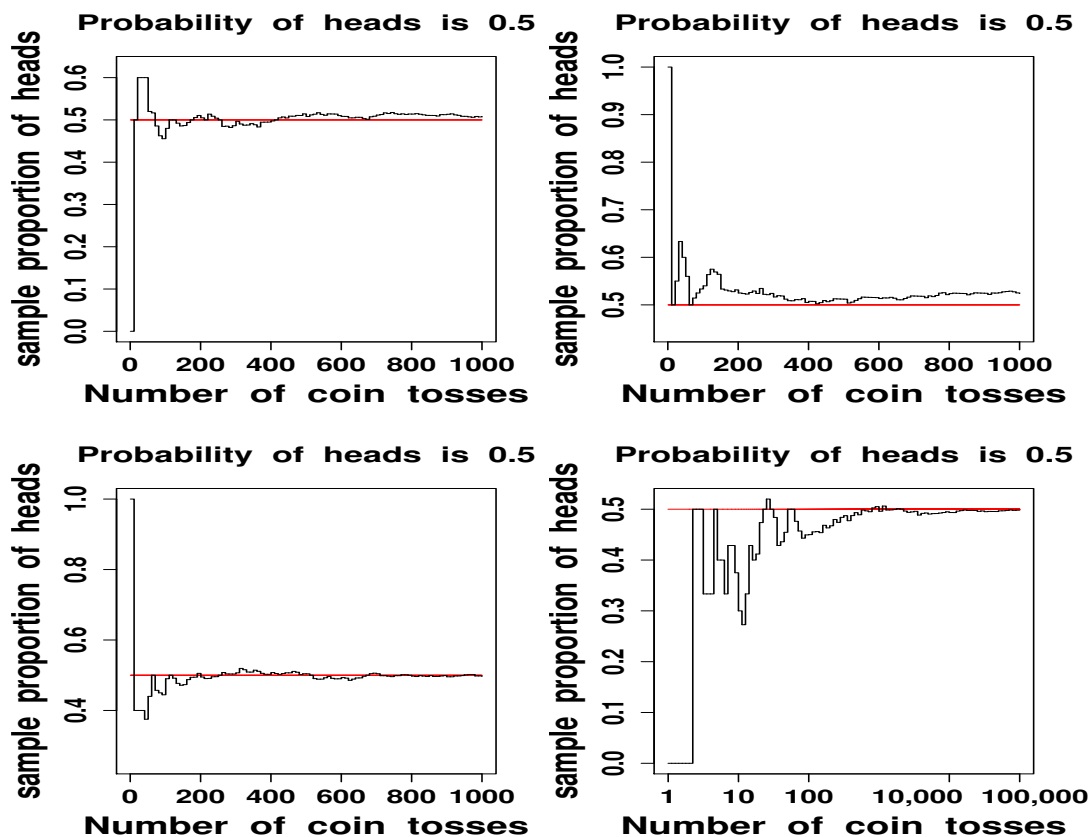 Probability of heads is 0.5
sample proportion of heads
0.6
0.5
0.4
0.3
0.2
0.1
0.0
0 200 400 600 800 1000
Number of coin tosses
Probability of heads is 0.5
sample proportion of heads
1.0
0.9
0.8
0.7
0.6
0.5
0 200 400 600 800 1000
Number of coin tosses
Probability of heads is 0.5
sample proportion of heads
1.0
0.8
0.6
0.4
0 200 400 600 800 1000
Number of coin tosses
Probability of heads is 0.5
sample proportion of heads
0.5
0.4
0.3
0.2
0.1
0.0
1 10 100 10,000 100,000
Number of coin tosses